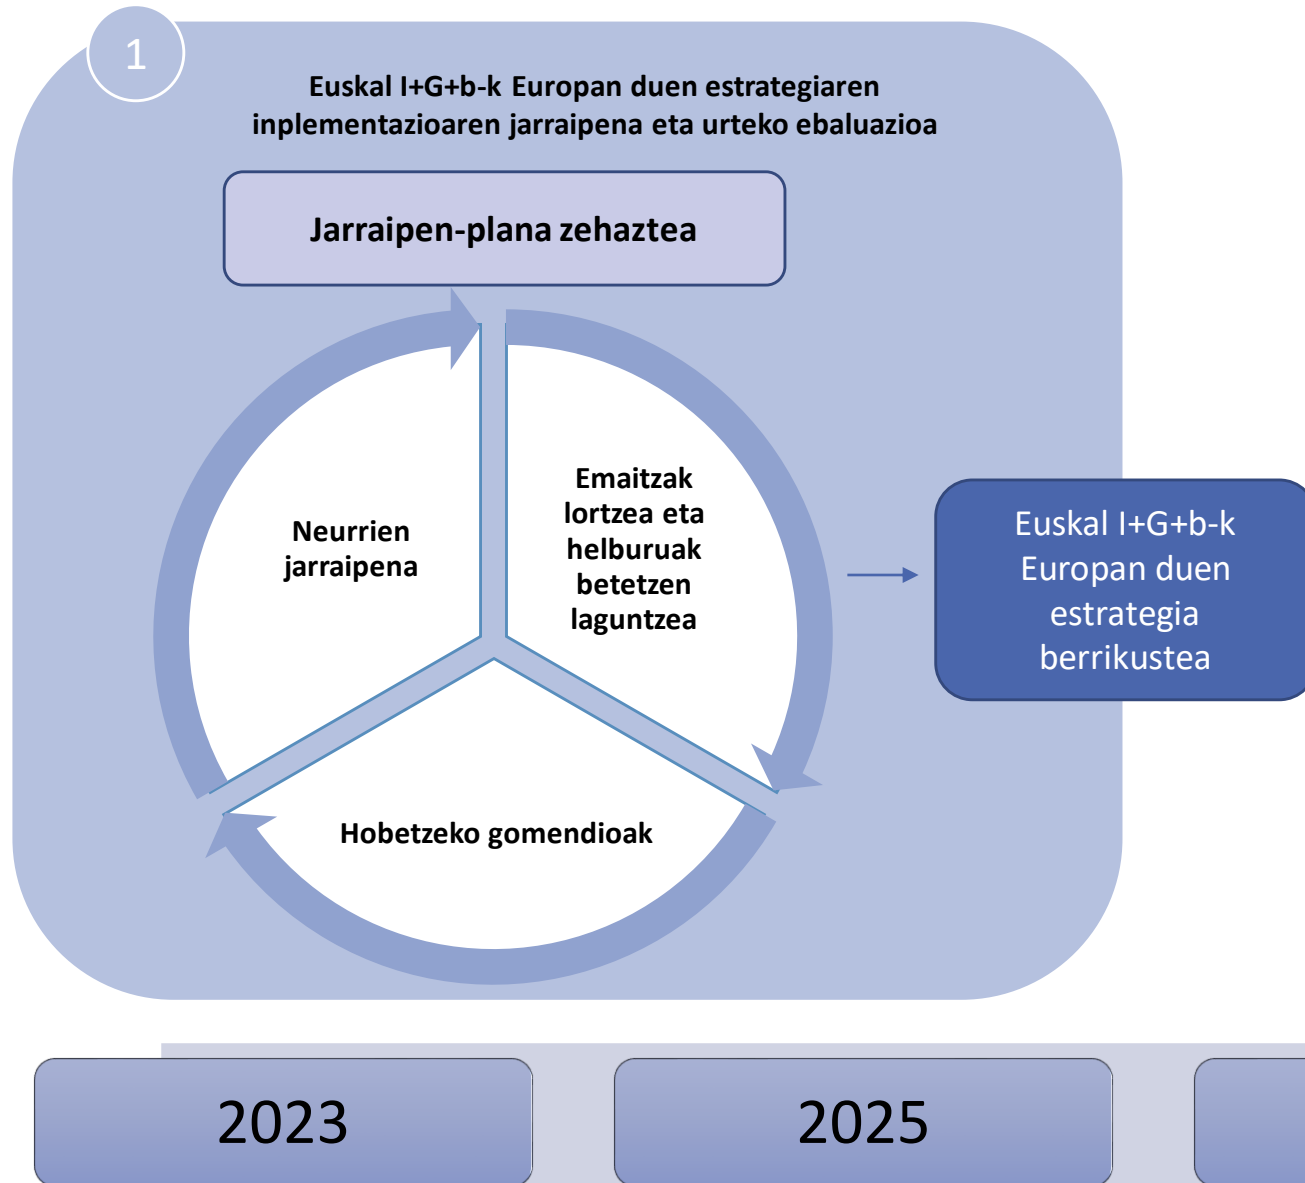 1
Euskal I+G+b-k Europan duen estrategiaren
inplementazioaren jarraipena eta urteko ebaluazioa
Jarraipen-plana zehaztea
Neurrien
jarraipena
Emaitzak
lortzea eta
helburuak
betetzen
laguntzea
Hobetzeko gomendioak
Euskal I+G+b-k
Europan duen
estrategia
berrikustea
2023
2025